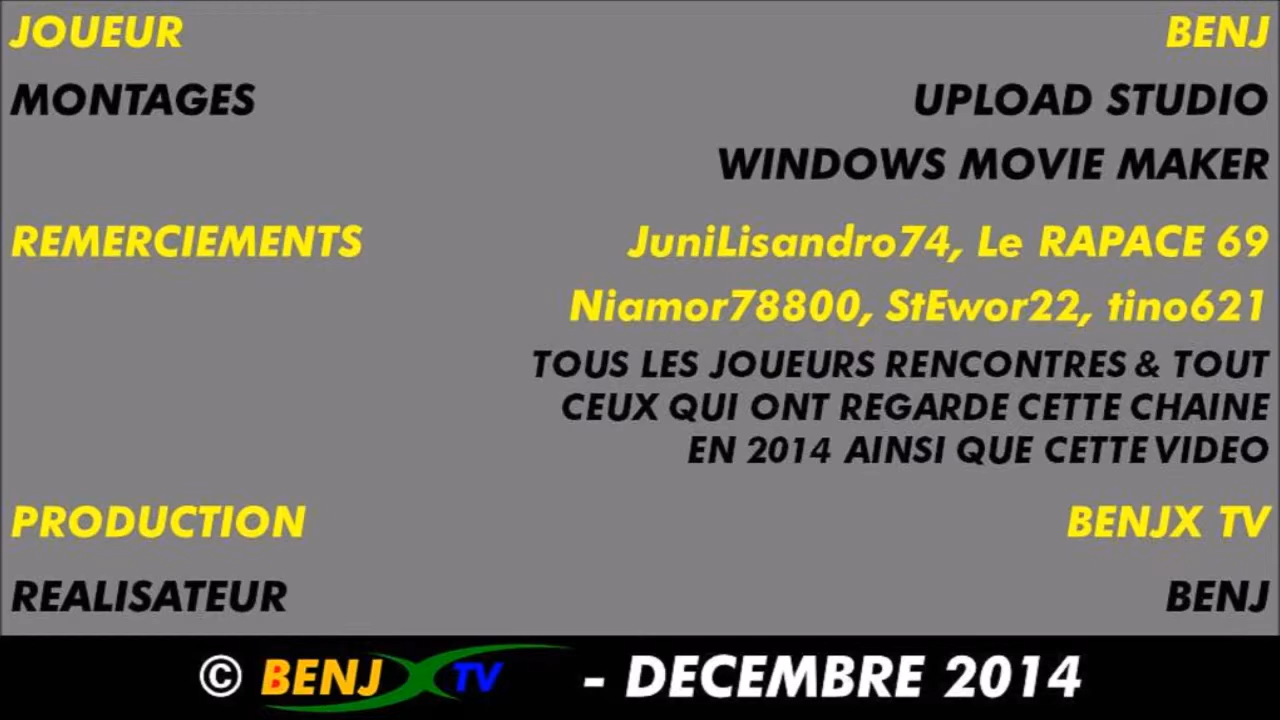 JOUEUR BENJ
MONTAGES UPLOAD STUDIO
WINDOWS MOVIE MAKER
REMERCIEMENTS JuniLisandro74, Le RAPACE 69
Niamor78800, StEwor22, tino621
TOUS LES JOUEURS RENCONTRES & TOUT
CEUX QUI ONT REGARDE CETTE CHAINE
EN 2014 AINSI QUE CETTE VIDEO
PRODUCTION BENJX TV
REALISATEUR BENJ
© BENJX TV - DECEMBRE 2014